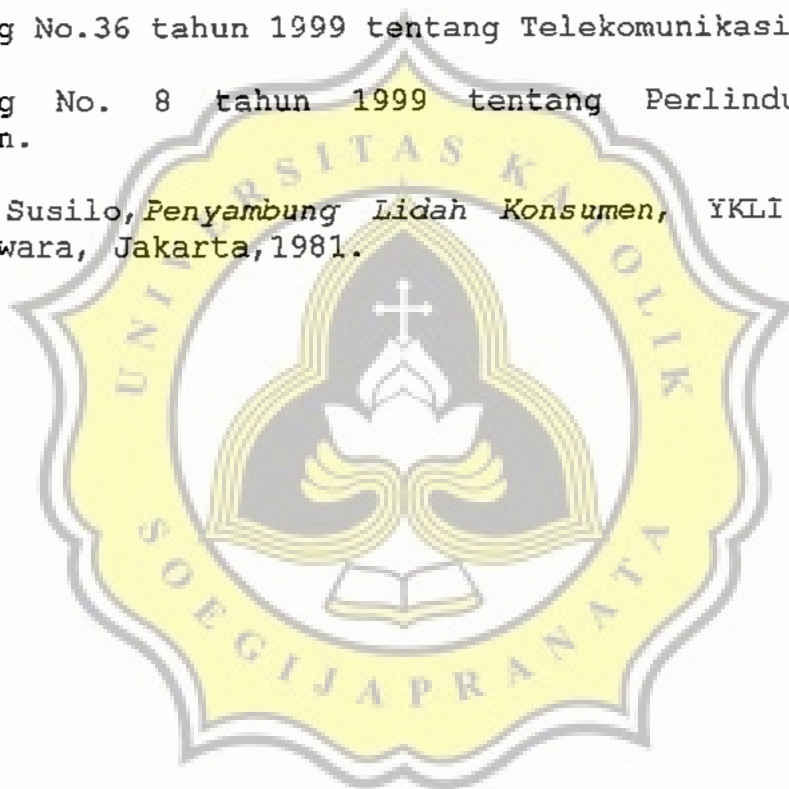 g No.36 tahun 1999 tentang Telekomunikasi
g No. 8 tahun 1999 tentang Perlindu
n.
Susilo, Penyambung Lidah Konsumen, YKLI
wara, Jakarta, 1981.
UNIVERSITAS KATOLIK
SOEGIJAPRANATA